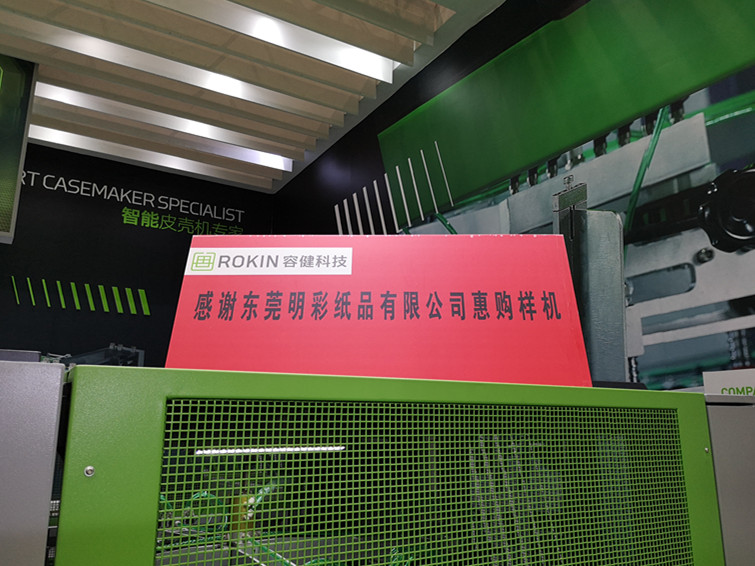 RT CASEMAKER SPECIALIST
智能皮壳机专家
ROKIN 容健科技
感谢东莞明彩纸品有限公司惠购样机
COMPA